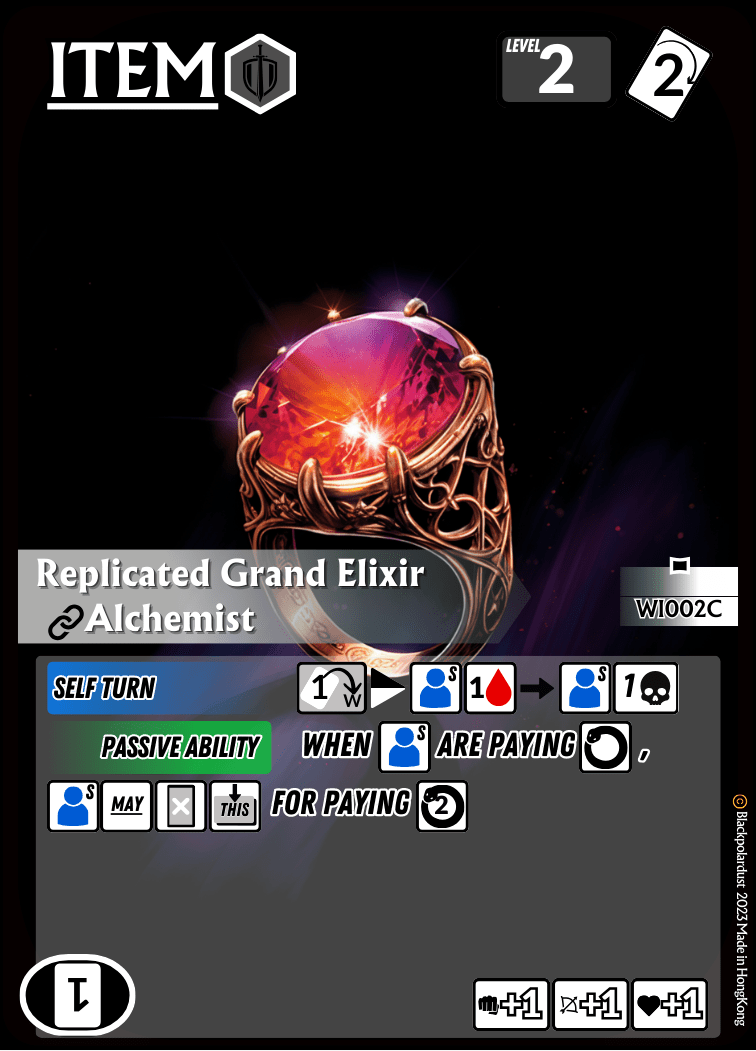 ITEM
LEVEL 2
2
Replicated Grand Elixir
Alchemist
WI002C
SELF TURN 1 W S 1 S 1
PASSIVE ABILITY WHEN S ARE PAYING ,
S MAY THIS FOR PAYING 2
1
+1 +1 +1
© Blackpolardust 2023 Made in HongKong